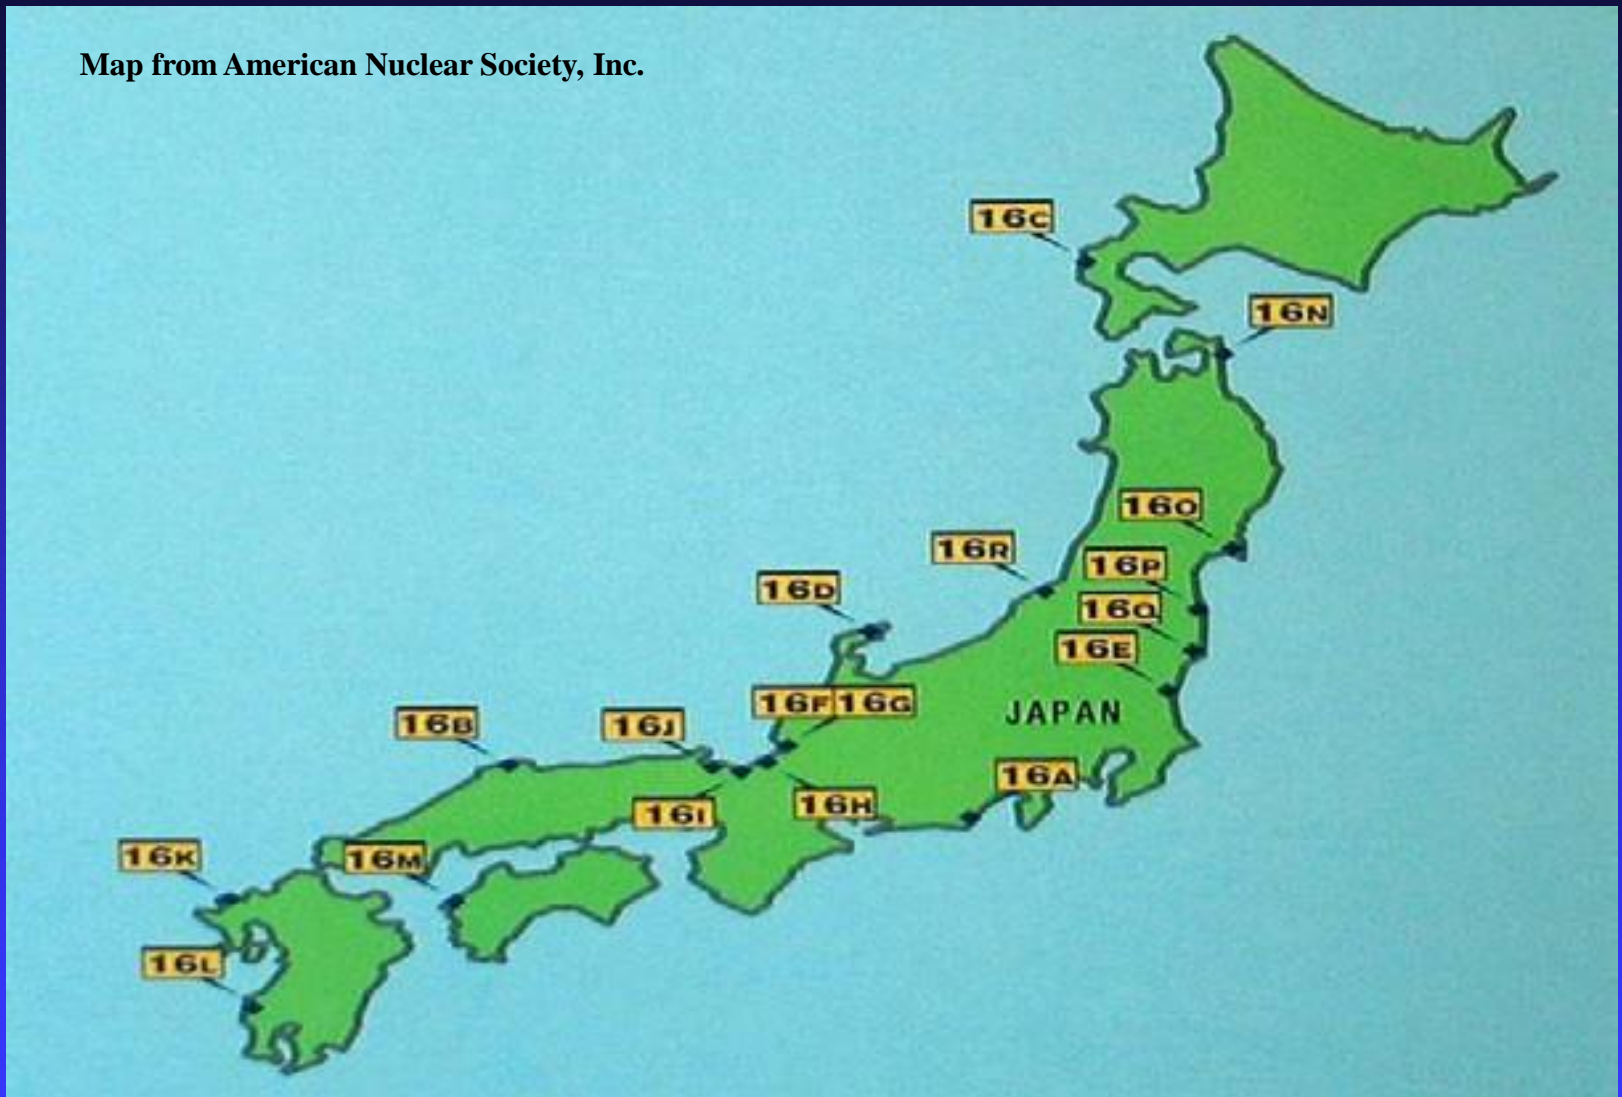 Map from American Nuclear Society, Inc.
16C
16N
16O
16R
16P
16D
16Q
16E
16F 16G
JAPAN
16B
16J
16A
16I
16H
16K
16M
16L